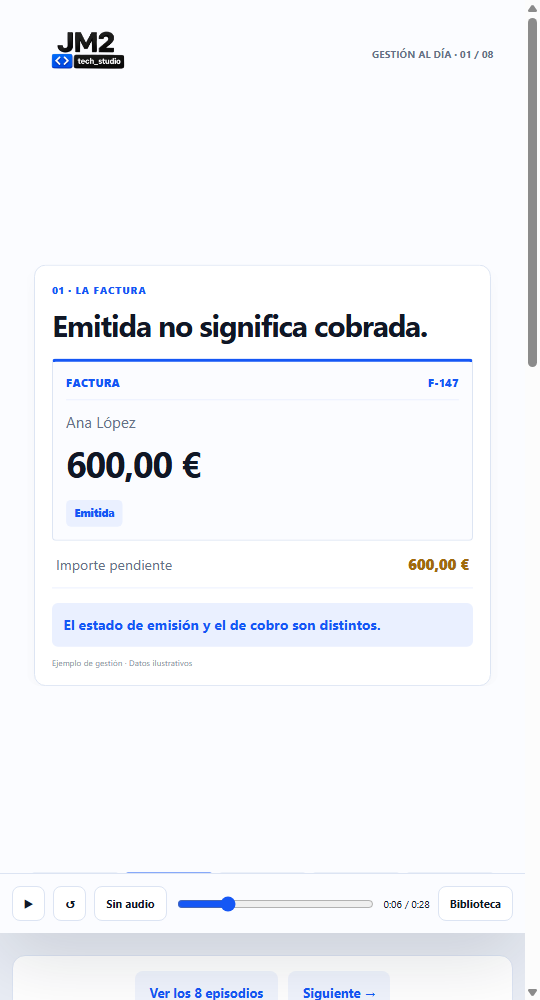 JM2
<> tech_studio
GESTIÓN AL DÍA · 01 / 08
01 · LA FACTURA
Emitida no significa cobrada.
FACTURA
F-147
Ana López
600,00 €
Emitida
Importe pendiente
600,00 €
El estado de emisión y el de cobro son distintos.
Ejemplo de gestión · Datos ilustrativos
Sin audio
0:06 / 0:28
Biblioteca
Ver los 8 episodios
Siguiente →